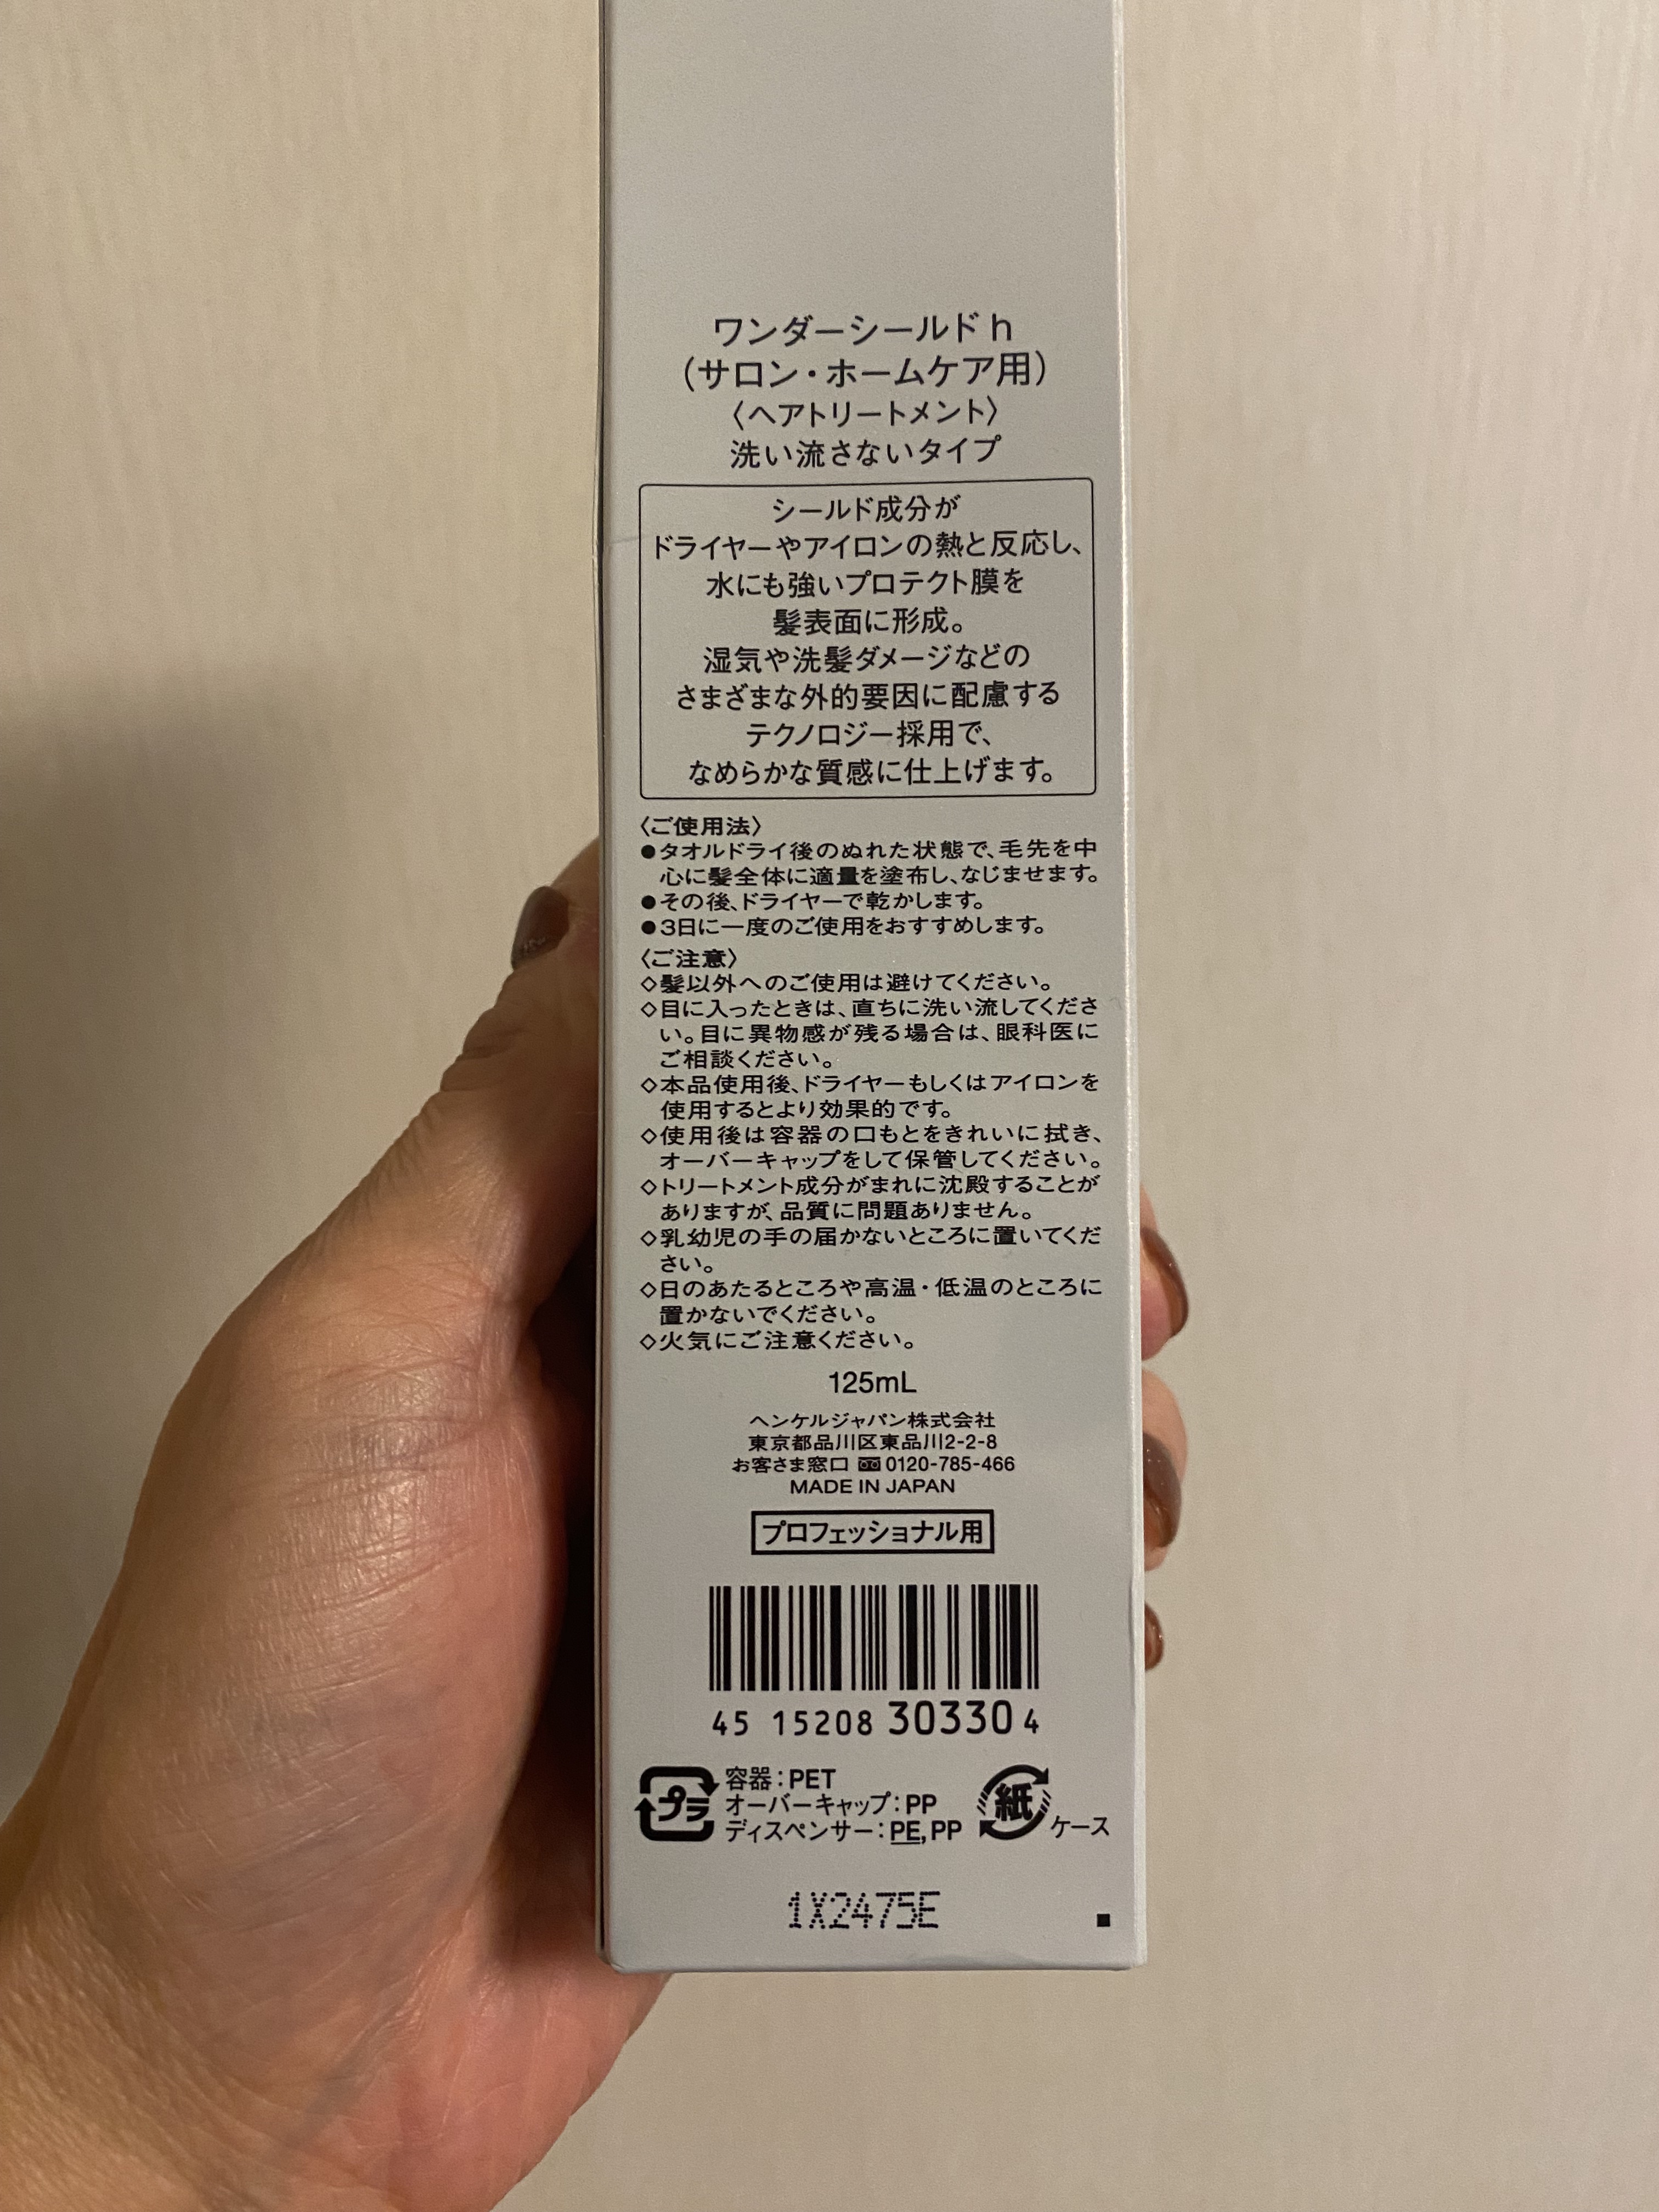 ワンダーシールド h
(サロン・ホームケア用)
〈ヘアトリートメント〉
洗い流さないタイプ
シールド成分が
ドライヤーやアイロンの熱と反応し、
水にも強いプロテクト膜を
髪表面に形成。
湿気や洗髪ダメージなどの
さまざまな外的要因に配慮する
テクノロジー採用で、
なめらかな質感に仕上げます。
〈ご使用法〉
●タオルドライ後のぬれた状態で、毛先を中
心に髪全体に適量を塗布し、なじませます。
●その後、ドライヤーで乾かします。
●3日に一度のご使用をおすすめします。
〈ご注意〉
◇髪以外へのご使用は避けてください。
◇目に入ったときは、直ちに洗い流してくださ
い。目に異物感が残る場合は、眼科医に
ご相談ください。
◇本品使用後、ドライヤーもしくはアイロンを
使用するとより効果的です。
◇使用後は容器の口もとをきれいに拭き、
オーバーキャップをして保管してください。
◇トリートメント成分がまれに沈殿することが
ありますが、品質に問題ありません。
◇乳幼児の手の届かないところに置いてくだ
さい。
◇日のあたるところや高温・低温のところに
置かないでください。
◇火気にご注意ください。
125mL
ヘンケルジャパン株式会社
東京都品川区東品川2-2-8
お客さま窓口 0120-785-466
MADE IN JAPAN
プロフェッショナル用
45 15208 30330 4
プラ
容器:PET
オーバーキャップ:PP
ディスペンサー:PE,PP
紙
ケース
1X2475E